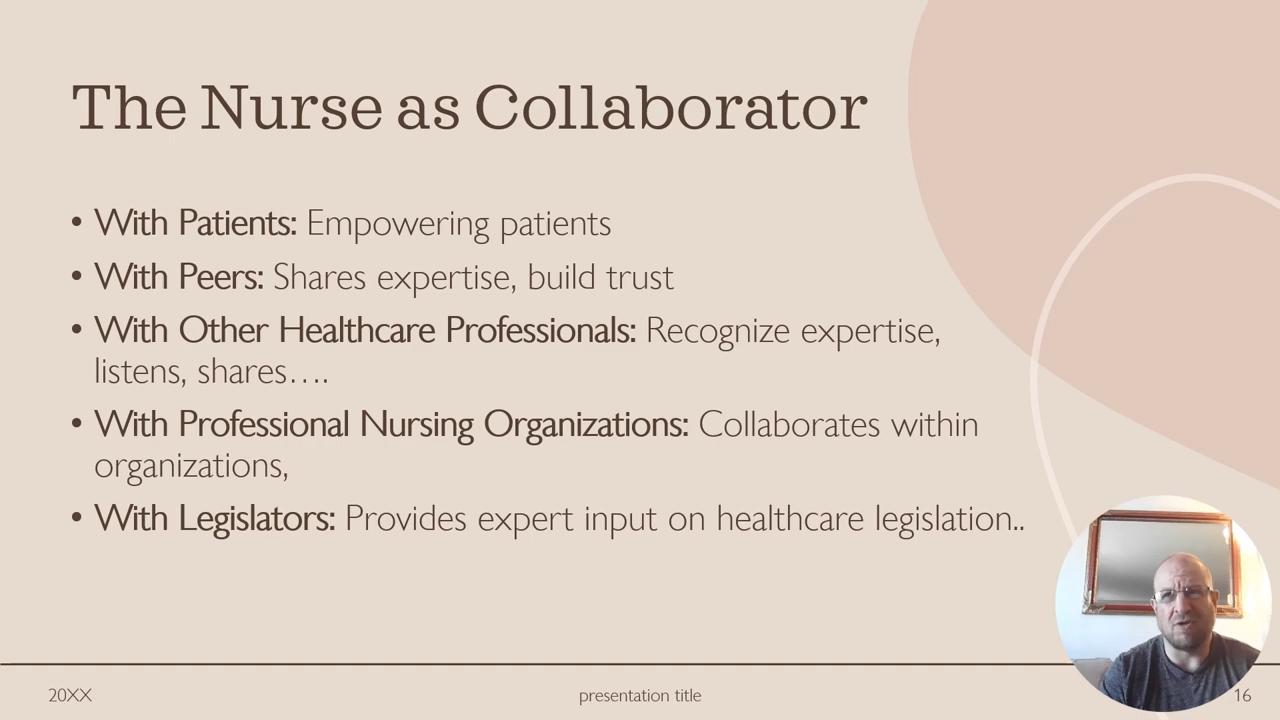 The Nurse as Collaborator
• With Patients: Empowering patients
• With Peers: Shares expertise, build trust
• With Other Healthcare Professionals: Recognize expertise,
listens, shares….
• With Professional Nursing Organizations: Collaborates within
organizations,
• With Legislators: Provides expert input on healthcare legislation..
20XX
presentation title
16